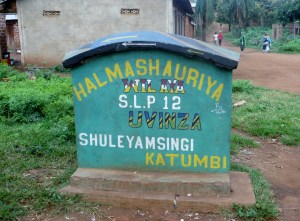 HALMASHAURIYA
WILAYA
S.L.P 12
UVINZA
SHULEYAMSINGI
KATUMBI